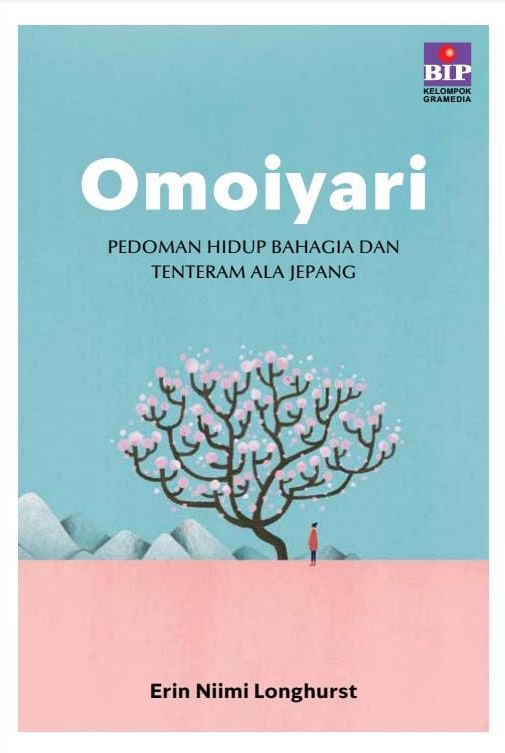 BIP
KELOMPOK
GRAMEDIA
Omoiyari
PEDOMAN HIDUP BAHAGIA DAN
TENTERAM ALA JEPANG
Erin Niimi Longhurst